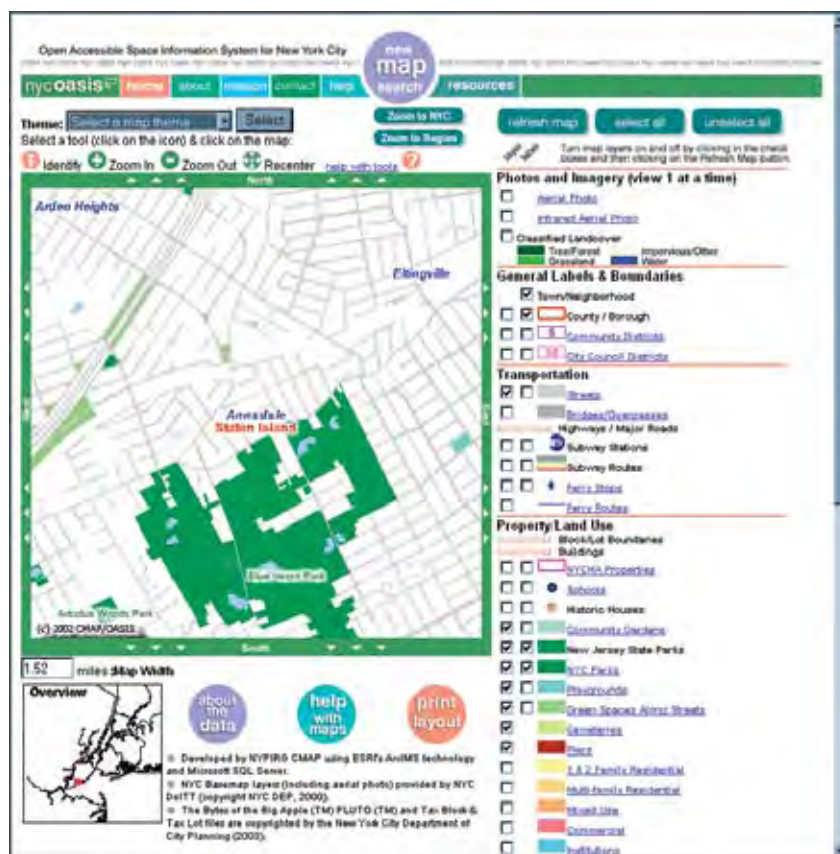 Open Accessible Space Information System for New York City
new
map
search
nycoasis home about mission contact help resources
Theme: Select a map theme Select
Zoom to NYC
Zoom to Region
refresh map select all unselect all
Select a tool (click on the icon) & click on the map:
Identify Zoom In Zoom Out Recenter help with tools ?
Turn map layers on and off by clicking in the check
boxes and then clicking on the Refresh Map button
North
Arden Heights
Eltingville
Annadale
Staten Island
Blue Heron Park
Arbutus Woods Park
(c) 2002 CMAP/OASIS
South
East
1.52 miles Map Width
Overview
about
the
data
help
with
maps
print
layout
Developed by NYPIRG CMAP using ESRI's ArcIMS technology
and Microsoft SQL Server.
NYC Basemap layers (including aerial photo) provided by NYC
DoITT (copyright NYC DEP, 2000).
The Bytes of the Big Apple (TM) PLUTO (TM) and Tax Block &
Tax Lot files are copyrighted by the New York City Department of
City Planning (2003).
Photos and Imagery (view 1 at a time)
Aerial Photo
Infrared Aerial Photo
Classified Landcover
Tree/Forest Impervious/Other
Grassland Water
General Labels & Boundaries
Town/Neighborhood
County / Borough
Community Districts
City Council Districts
Transportation
Streets
Bridges/Overpasses
Highways / Major Roads
Subway Stations
Subway Routes
Ferry Stops
Ferry Routes
Property/Land Use
Block/Lot Boundaries
Buildings
NYCHA Properties
Schools
Historic Houses
Community Gardens
New Jersey State Parks
NYC Parks
Playgrounds
Green Spaces Along Streets
Cemeteries
Piers
1 & 2 Family Residential
Multi-family Residential
Mixed Use
Commercial
Institutions